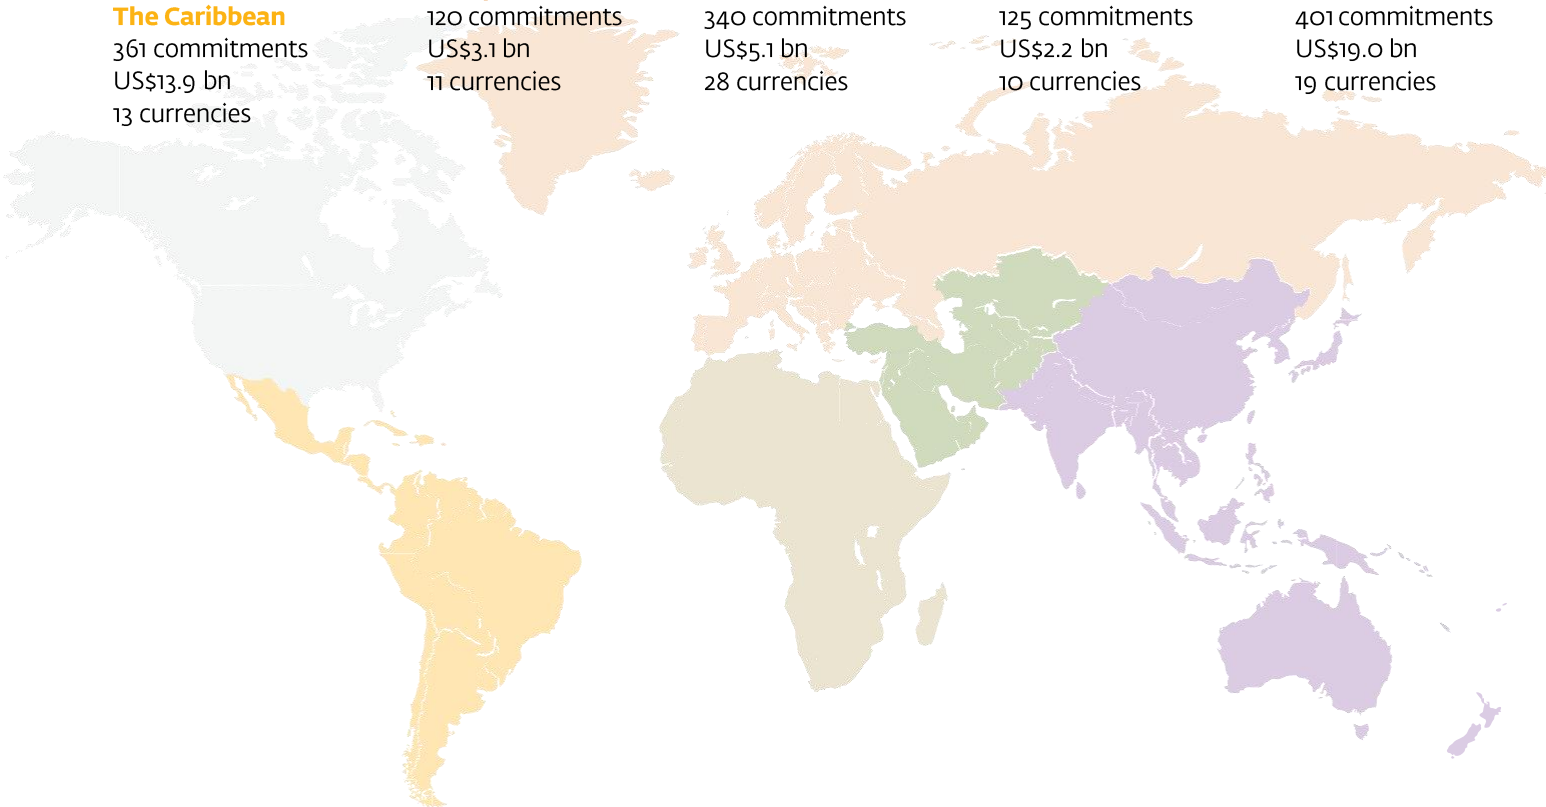 The Caribbean
361 commitments
US$13.9 bn
13 currencies
120 commitments
US$3.1 bn
11 currencies
340 commitments
US$5.1 bn
28 currencies
125 commitments
US$2.2 bn
10 currencies
401 commitments
US$19.0 bn
19 currencies